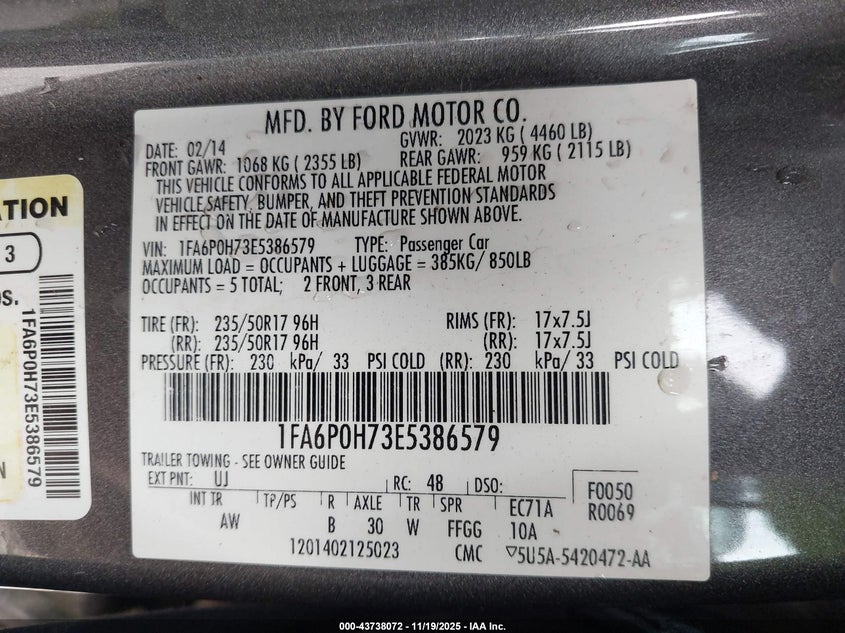 MFD. BY FORD MOTOR CO.
DATE: 02/14
GVWR: 2023 KG ( 4460 LB)
FRONT GAWR: 1068 KG ( 2355 LB)
REAR GAWR: 959 KG ( 2115 LB)
THIS VEHICLE CONFORMS TO ALL APPLICABLE FEDERAL MOTOR
VEHICLE SAFETY, BUMPER, AND THEFT PREVENTION STANDARDS
IN EFFECT ON THE DATE OF MANUFACTURE SHOWN ABOVE.
VIN: 1FA6P0H73E5386579 TYPE: Passenger Car
MAXIMUM LOAD = OCCUPANTS + LUGGAGE = 385KG/ 850LB
OCCUPANTS = 5 TOTAL; 2 FRONT, 3 REAR
TIRE (FR): 235/50R17 96H RIMS (FR): 17x7.5J
(RR): 235/50R17 96H (RR): 17x7.5J
PRESSURE (FR): 230 kPa/ 33 PSI COLD (RR): 230 kPa/ 33 PSI COLD
1FA6P0H73E5386579
TRAILER TOWING - SEE OWNER GUIDE
EXT PNT: UJ RC: 48 DSO: F0050
INT TR TP/PS R AXLE TR SPR EC71A R0069
AW B 30 W FFGG 10A
1201402125023 CMC ▽5U5A-5420472-AA
ATION
3
OS.
1FA6P0H73E5386579
N
000-43738072 - 11/19/2025 - IAA Inc.